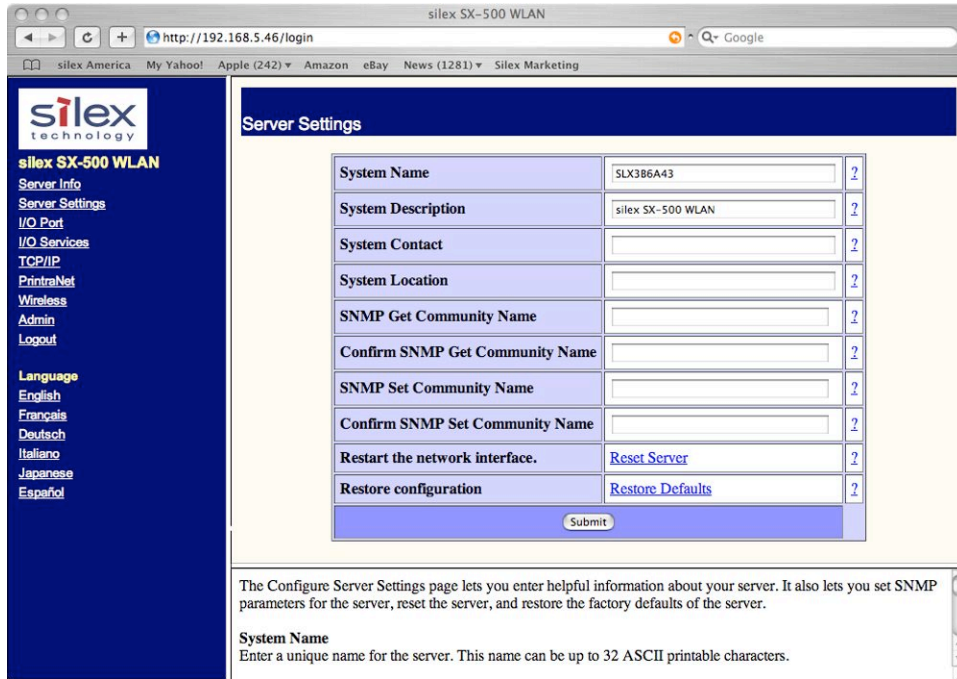 silex SX-500 WLAN
http://192.168.5.46/login
Google
silex America My Yahoo! Apple (242) Amazon eBay News (1281) Silex Marketing
silex
technology
silex SX-500 WLAN
Server Info
Server Settings
I/O Port
I/O Services
TCP/IP
PrintraNet
Wireless
Admin
Logout
Language
English
Français
Deutsch
Italiano
Japanese
Español
Server Settings
System Name SLX3B6A43 ?
System Description silex SX-500 WLAN ?
System Contact ?
System Location ?
SNMP Get Community Name ?
Confirm SNMP Get Community Name ?
SNMP Set Community Name ?
Confirm SNMP Set Community Name ?
Restart the network interface. Reset Server ?
Restore configuration Restore Defaults ?
Submit
The Configure Server Settings page lets you enter helpful information about your server. It also lets you set SNMP
parameters for the server, reset the server, and restore the factory defaults of the server.
System Name
Enter a unique name for the server. This name can be up to 32 ASCII printable characters.